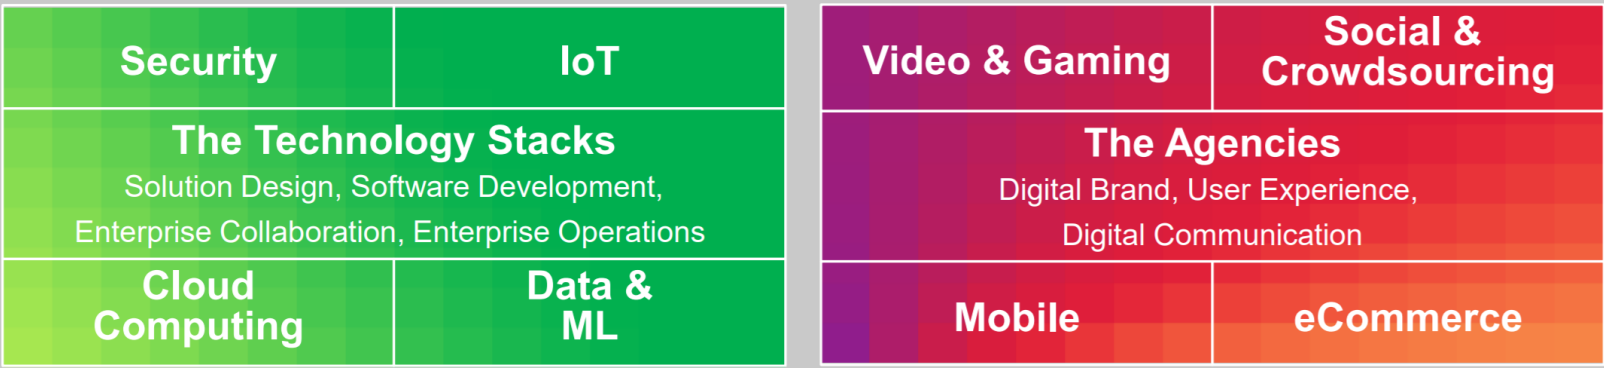 Security
IoT
The Technology Stacks
Solution Design, Software Development,
Enterprise Collaboration, Enterprise Operations
Cloud
Computing
Data &
ML
Video & Gaming
Social &
Crowdsourcing
The Agencies
Digital Brand, User Experience,
Digital Communication
Mobile
eCommerce